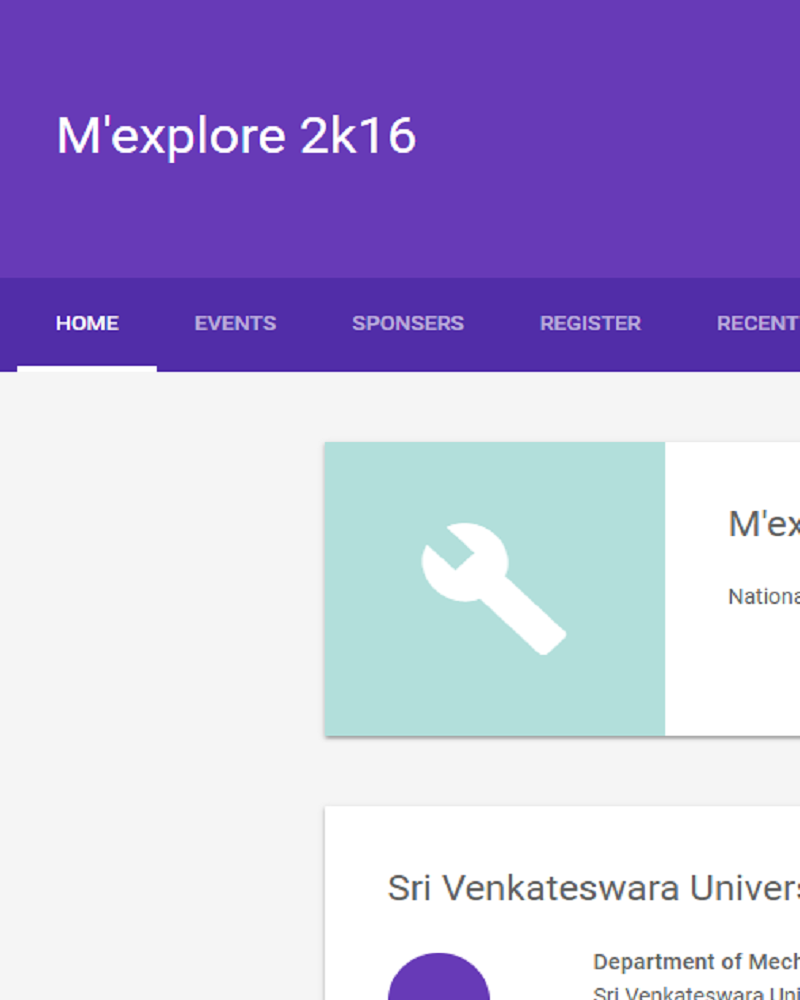 M'explore 2k16
HOME EVENTS SPONSERS REGISTER RECENT
M'ex
Nationa
Sri Venkateswara Univers
Department of Mech
Sri Venkateswara Uni